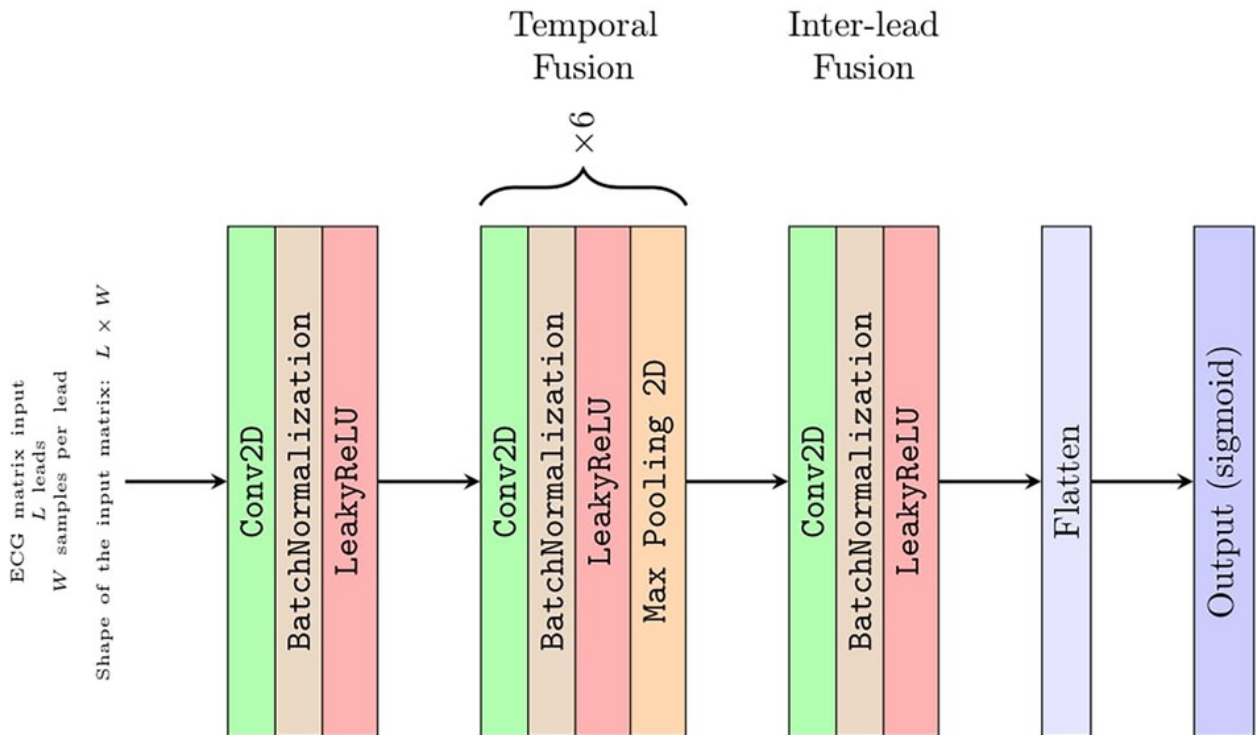 Temporal
Fusion
Inter-lead
Fusion
×6
ECG matrix input
L leads
W samples per lead
Shape of the input matrix: L × W
Conv2D
BatchNormalization
LeakyReLU
Conv2D
BatchNormalization
LeakyReLU
Max Pooling 2D
Conv2D
BatchNormalization
LeakyReLU
Flatten
Output (sigmoid)